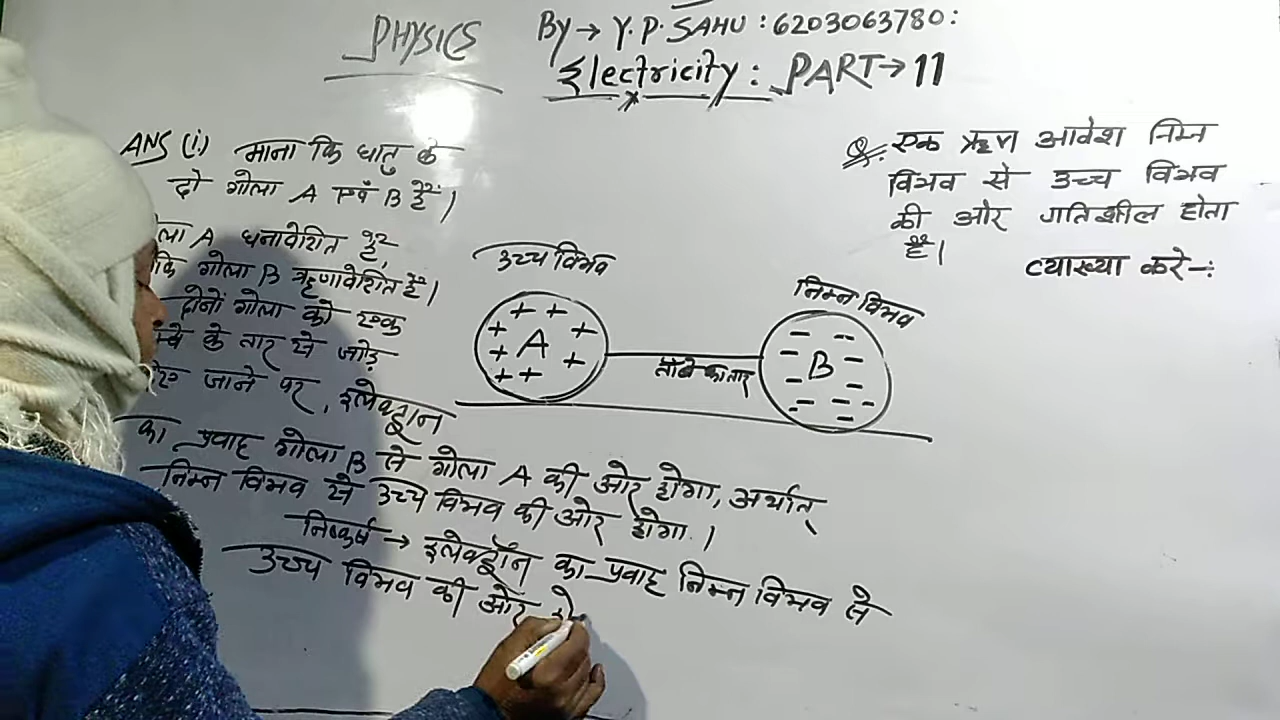 PHYSICS By → Y.P. SAHU : 6203063780 :
Electricity : PART → 11
Q. एक ऋण आवेश निम्न
विभव से उच्च विभव
की ओर गतिशील होता
है।
व्याख्या करे -:
ANS (i) माना कि धातु के
दो गोला A एवं B हैं।
A धनावेशित है,
गोला B ऋणावेशित है।
दोनों गोला को एक
के तार से जोड़
जाने पर, इलेक्ट्रान
का प्रवाह गोला B से गोला A की ओर होगा, अर्थात्
निम्न विभव से उच्च विभव की ओर होगा।
निष्कर्ष → इलेक्ट्रॉन का प्रवाह निम्न विभव से
उच्च विभव की ओर
उच्च विभव
+ + + + + + + + +
A
तांबे का तार
निम्न विभव
B